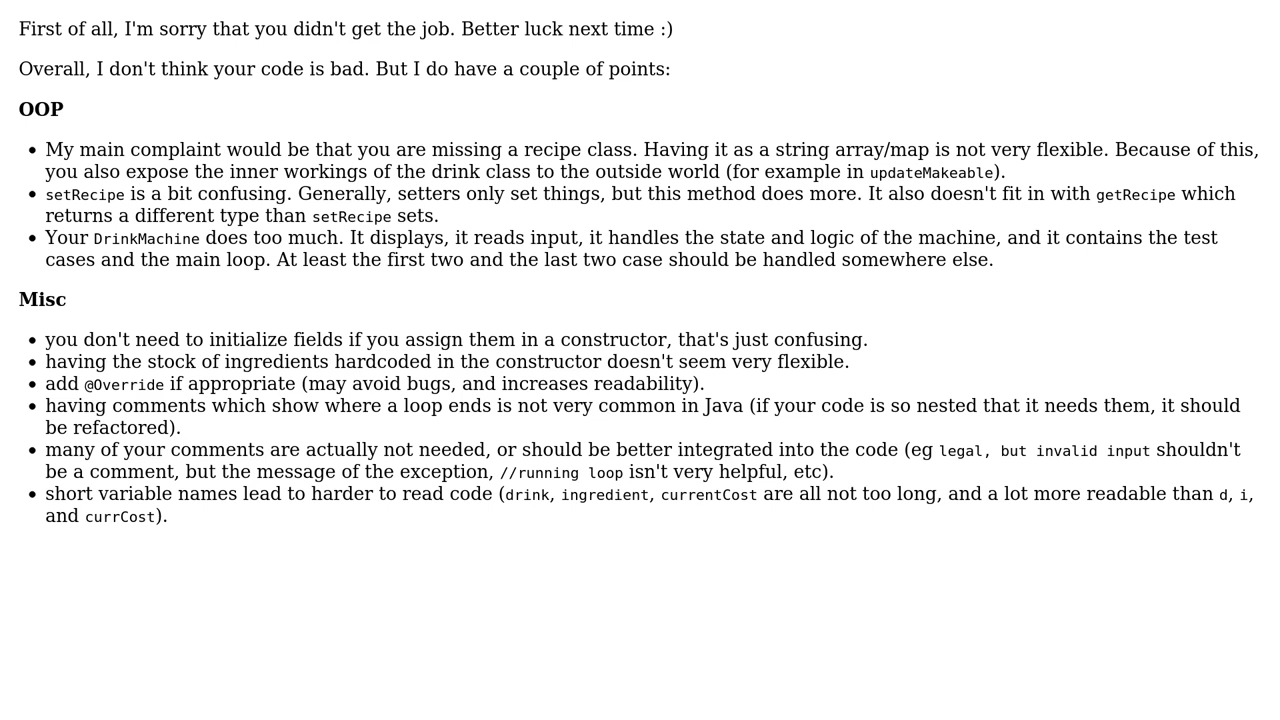 First of all, I'm sorry that you didn't get the job. Better luck next time :)
Overall, I don't think your code is bad. But I do have a couple of points:
OOP
• My main complaint would be that you are missing a recipe class. Having it as a string array/map is not very flexible. Because of this,
you also expose the inner workings of the drink class to the outside world (for example in updateMakeable).
• setRecipe is a bit confusing. Generally, setters only set things, but this method does more. It also doesn't fit in with getRecipe which
returns a different type than setRecipe sets.
• Your DrinkMachine does too much. It displays, it reads input, it handles the state and logic of the machine, and it contains the test
cases and the main loop. At least the first two and the last two case should be handled somewhere else.
Misc
• you don't need to initialize fields if you assign them in a constructor, that's just confusing.
• having the stock of ingredients hardcoded in the constructor doesn't seem very flexible.
• add @Override if appropriate (may avoid bugs, and increases readability).
• having comments which show where a loop ends is not very common in Java (if your code is so nested that it needs them, it should
be refactored).
• many of your comments are actually not needed, or should be better integrated into the code (eg legal, but invalid input shouldn't
be a comment, but the message of the exception, //running loop isn't very helpful, etc).
• short variable names lead to harder to read code (drink, ingredient, currentCost are all not too long, and a lot more readable than d, i,
and currCost).